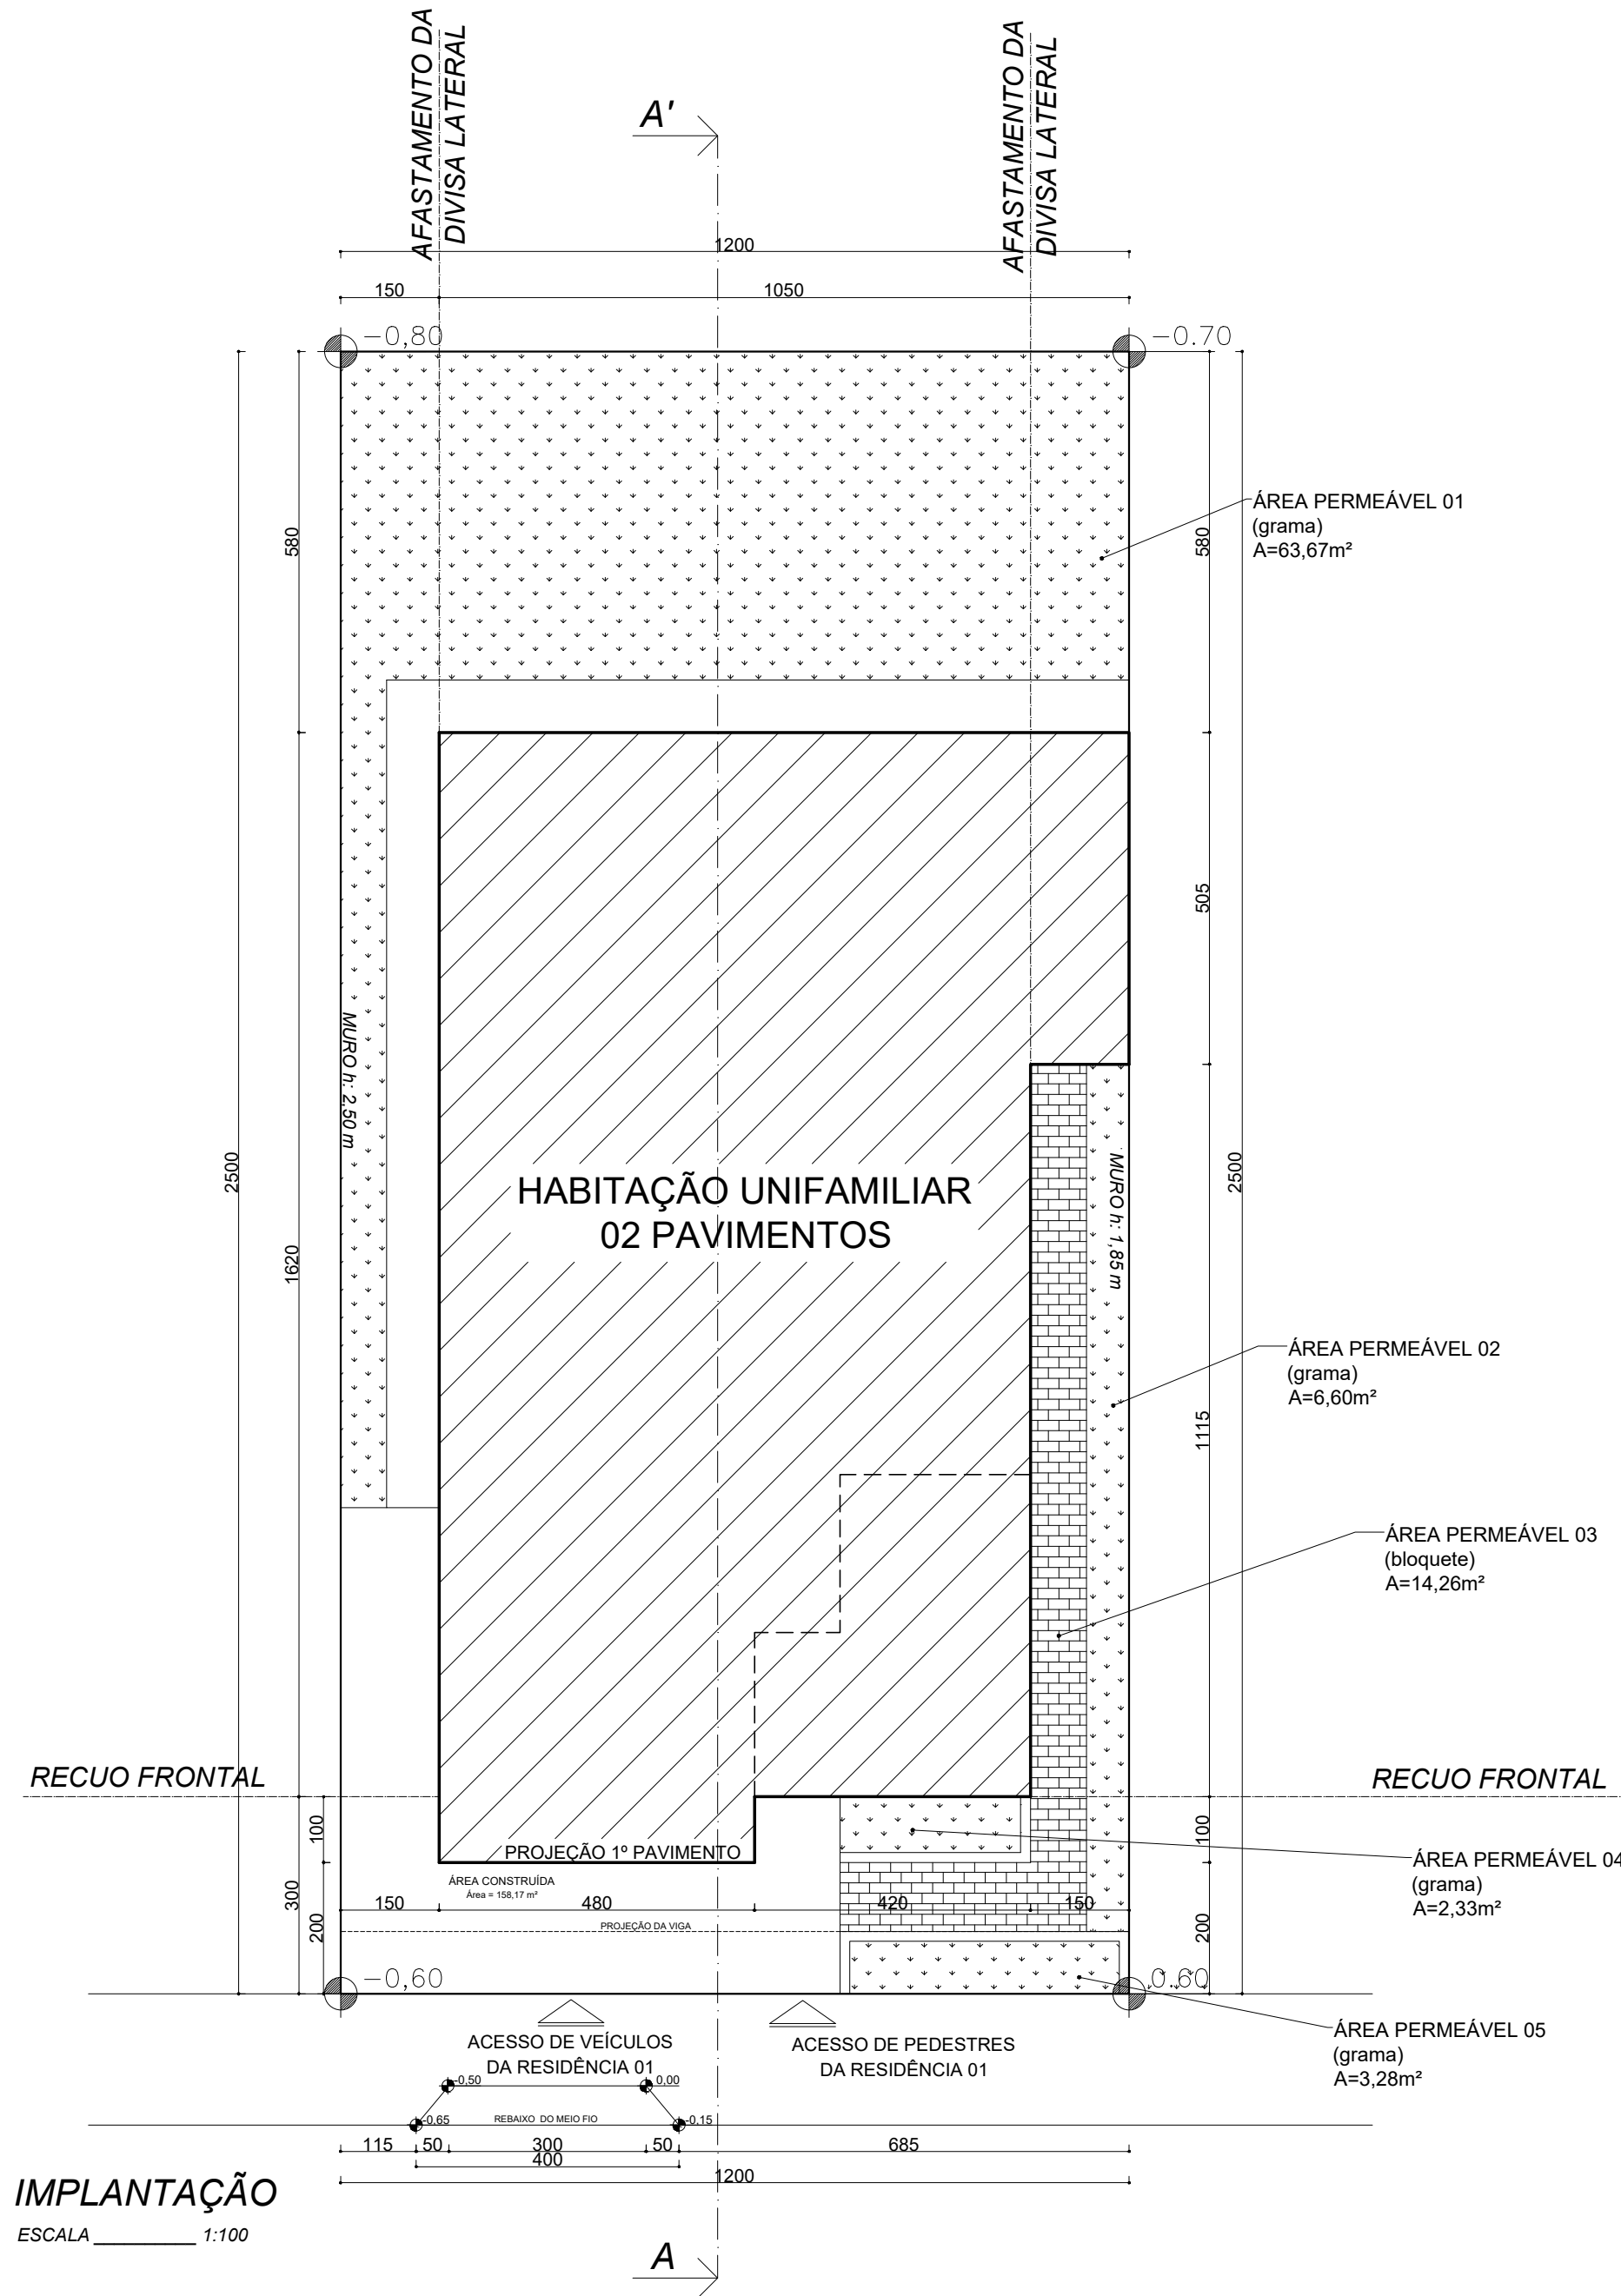 AFASTAMENTO DA
DIVISA LATERAL
AFASTAMENTO DA
DIVISA LATERAL
A'
1200
150
1050
-0,80
-0.70
580
580
ÁREA PERMEÁVEL 01
(grama)
A=63,67m²
505
MURO h: 2,50 m
2500
2500
MURO h: 1,85 m
HABITAÇÃO UNIFAMILIAR
02 PAVIMENTOS
1620
ÁREA PERMEÁVEL 02
(grama)
A=6,60m²
1115
ÁREA PERMEÁVEL 03
(bloquete)
A=14,26m²
RECUO FRONTAL
RECUO FRONTAL
100
100
PROJEÇÃO 1º PAVIMENTO
ÁREA PERMEÁVEL 04
(grama)
A=2,33m²
ÁREA CONSTRUÍDA
Área = 158,17 m²
300
150
480
420
150
200
200
PROJEÇÃO DA VIGA
-0,60
0.60
ÁREA PERMEÁVEL 05
(grama)
A=3,28m²
ACESSO DE VEÍCULOS
DA RESIDÊNCIA 01
ACESSO DE PEDESTRES
DA RESIDÊNCIA 01
-0,50
0,00
-0.65
REBAIXO DO MEIO FIO
-0.15
115
50
300
50
685
400
1200
IMPLANTAÇÃO
ESCALA __________ 1:100
A